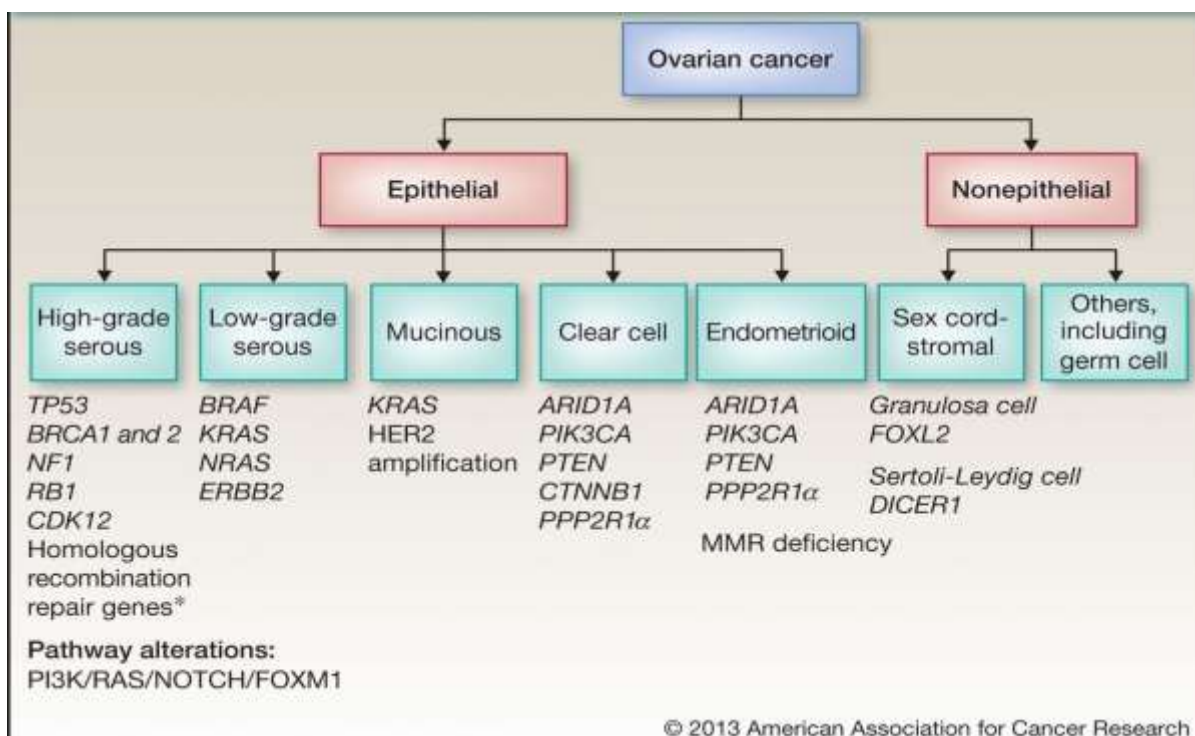 Ovarian cancer
Epithelial
Nonepithelial
High-grade
serous
Low-grade
serous
Mucinous
Clear cell
Endometrioid
Sex cord-
stromal
Others,
including
germ cell
TP53
BRCA1 and 2
NF1
RB1
CDK12
Homologous
recombination
repair genes*
BRAF
KRAS
NRAS
ERBB2
KRAS
HER2
amplification
ARID1A
PIK3CA
PTEN
CTNNB1
PPP2R1α
ARID1A
PIK3CA
PTEN
PPP2R1α
MMR deficiency
Granulosa cell
FOXL2
Sertoli-Leydig cell
DICER1
Pathway alterations:
PI3K/RAS/NOTCH/FOXM1
© 2013 American Association for Cancer Research